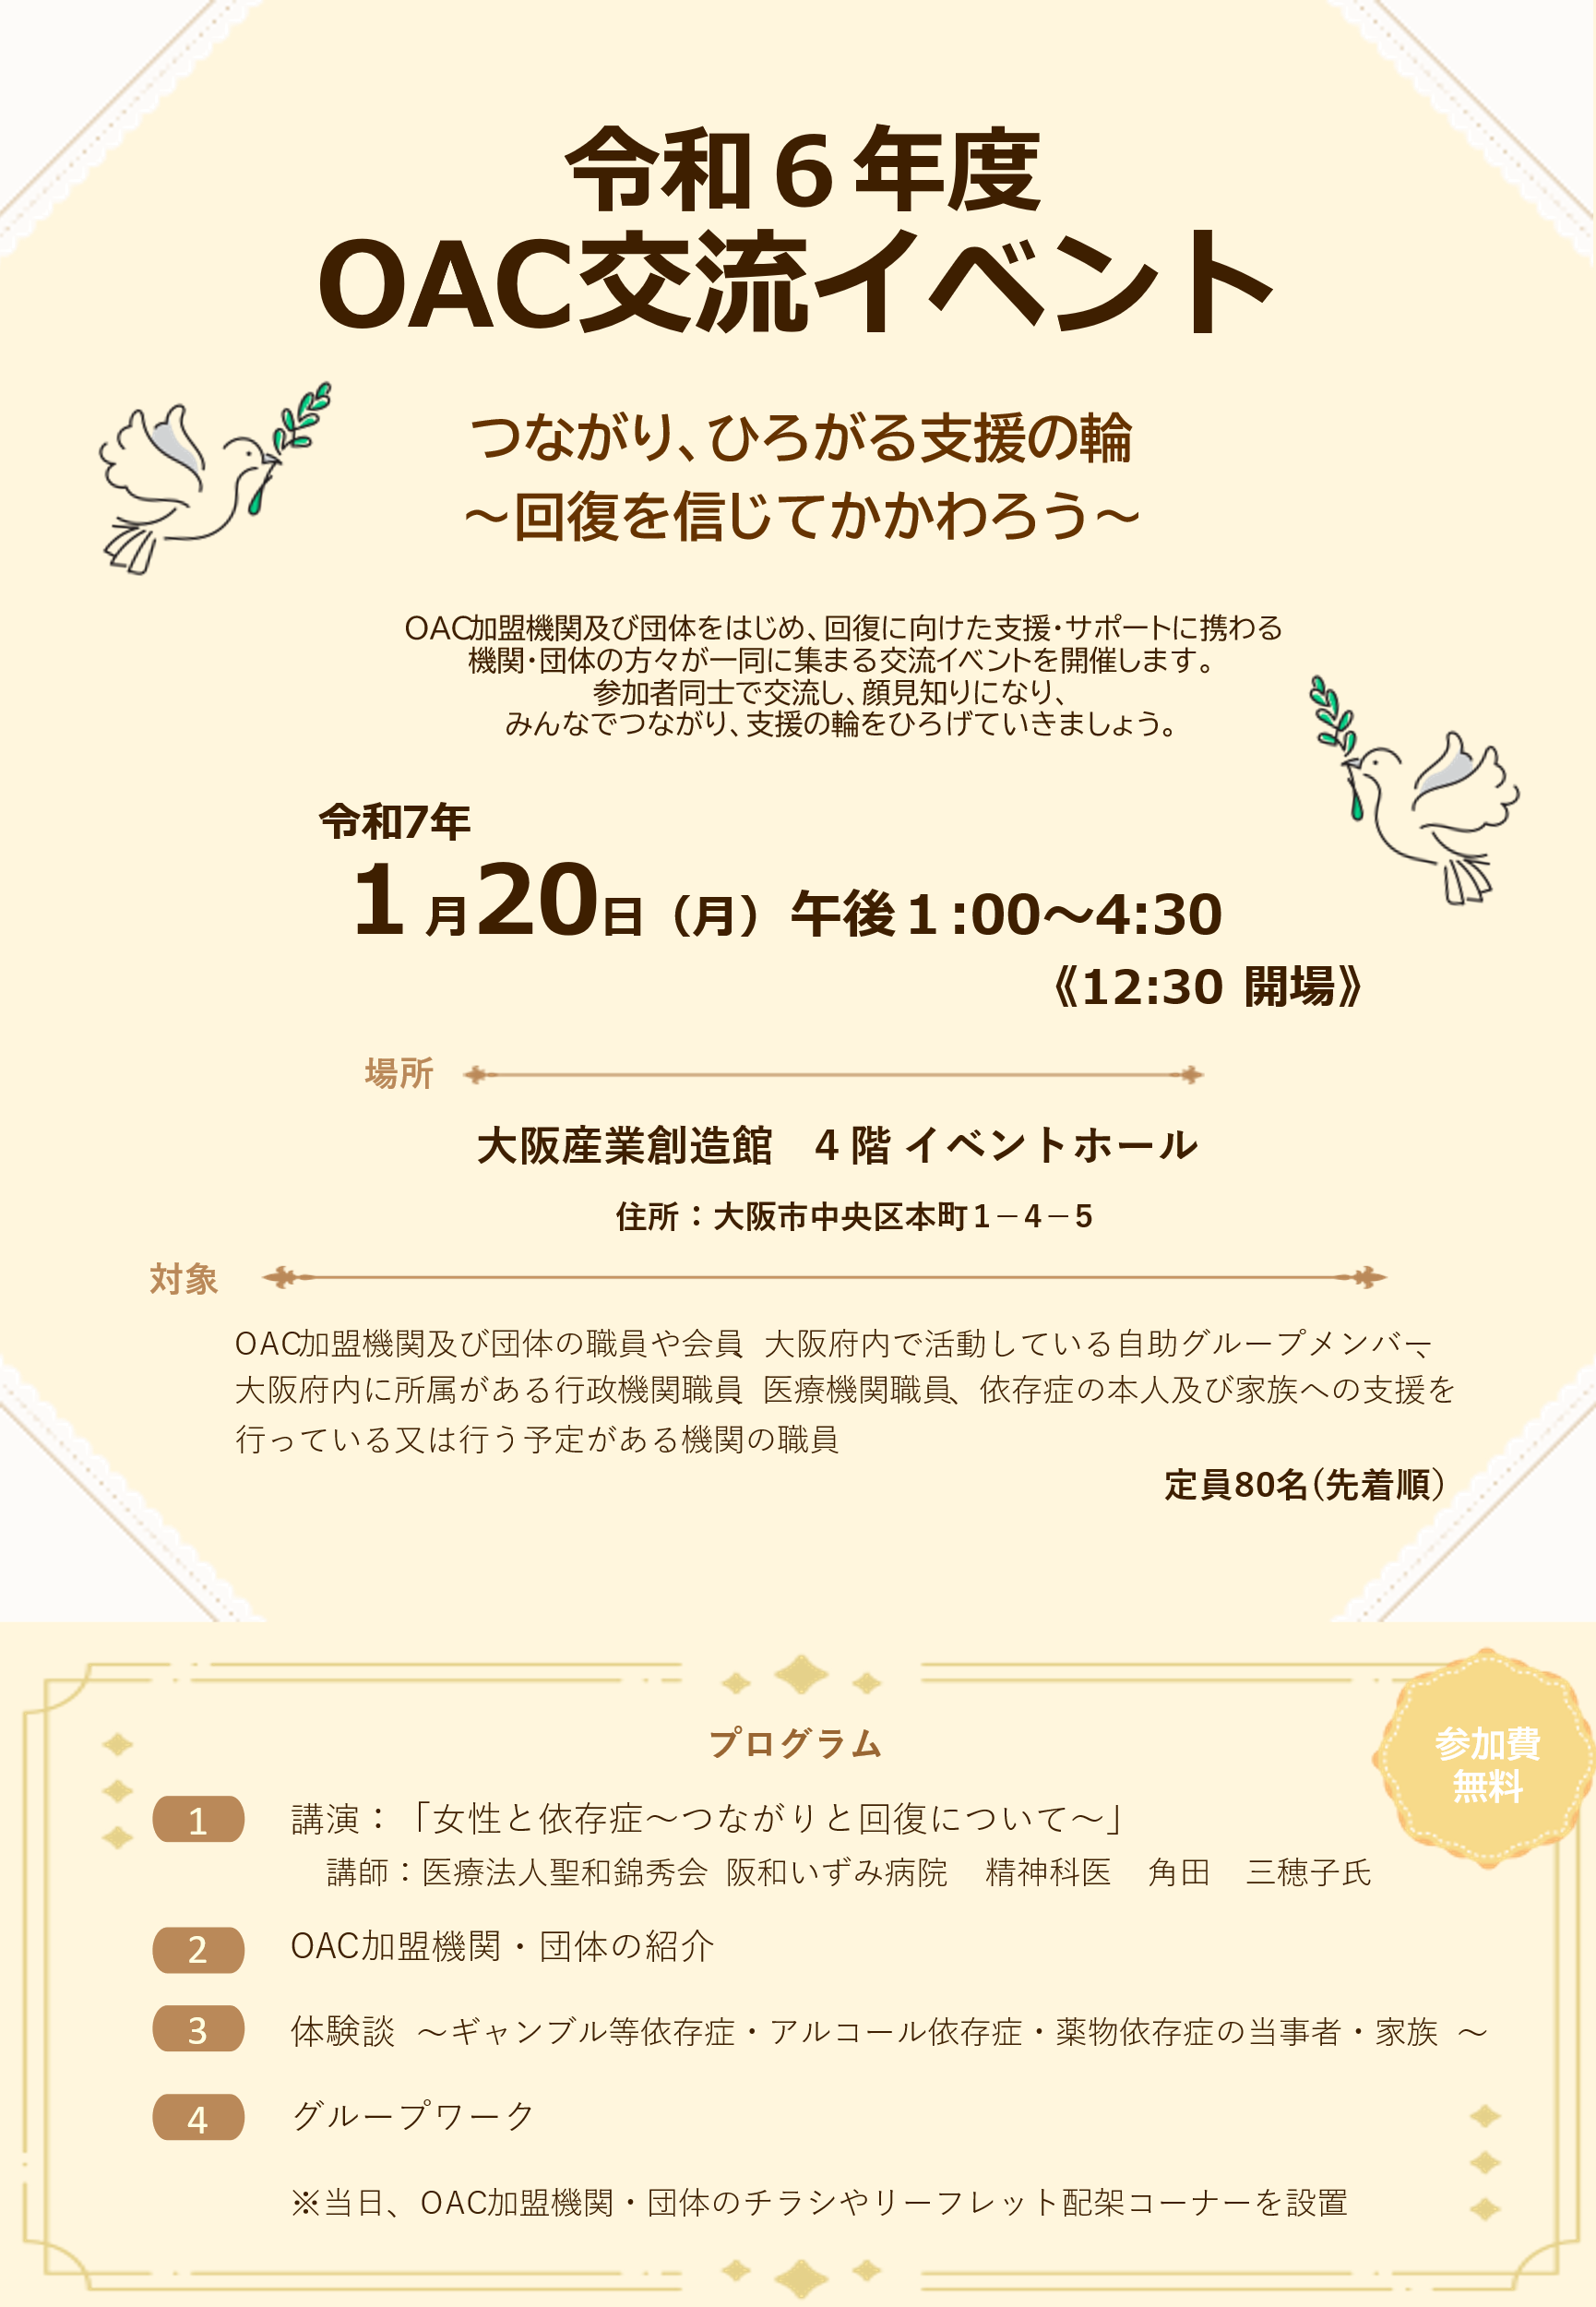 令和６年度
OAC交流イベント
つながり、ひろがる支援の輪
～回復を信じてかかわろう～
OAC加盟機関及び団体をはじめ、回復に向けた支援・サポートに携わる
機関・団体の方々が一同に集まる交流イベントを開催します。
参加者同士で交流し、顔見知りになり、
みんなでつながり、支援の輪をひろげていきましょう。
令和7年
１月20日（月）午後１:00～4:30
《12:30 開場》
場所
大阪産業創造館　４階 イベントホール
住所：大阪市中央区本町１－４－５
対象
OAC加盟機関及び団体の職員や会員、大阪府内で活動している自助グループメンバー、
大阪府内に所属がある行政機関職員、医療機関職員、依存症の本人及び家族への支援を
行っている又は行う予定がある機関の職員
定員80名(先着順）
プログラム
参加費
無料
1 講演：「女性と依存症～つながりと回復について～」
講師：医療法人聖和錦秀会 阪和いずみ病院　精神科医　角田　三穂子氏
2 OAC加盟機関・団体の紹介
3 体験談 ～ギャンブル等依存症・アルコール依存症・薬物依存症の当事者・家族 ～
4 グループワーク
※当日、OAC加盟機関・団体のチラシやリーフレット配架コーナーを設置